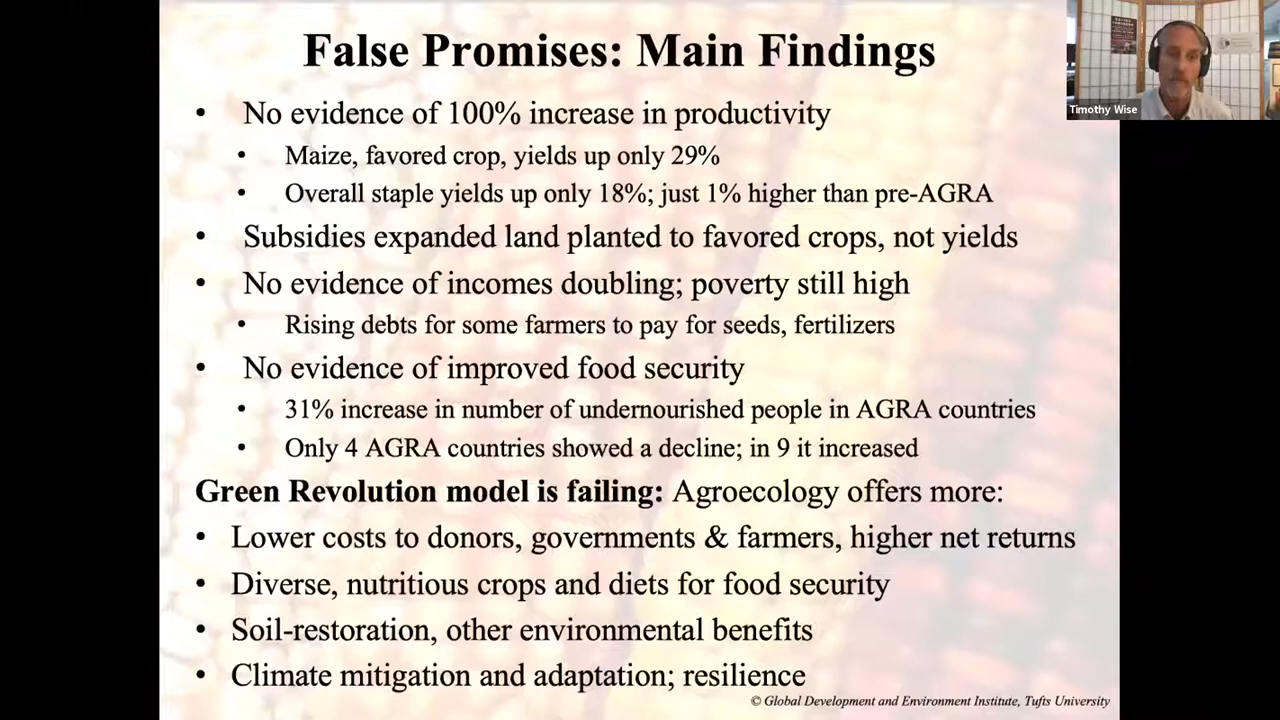 False Promises: Main Findings
• No evidence of 100% increase in productivity
• Maize, favored crop, yields up only 29%
• Overall staple yields up only 18%; just 1% higher than pre-AGRA
• Subsidies expanded land planted to favored crops, not yields
• No evidence of incomes doubling; poverty still high
• Rising debts for some farmers to pay for seeds, fertilizers
• No evidence of improved food security
• 31% increase in number of undernourished people in AGRA countries
• Only 4 AGRA countries showed a decline; in 9 it increased
Green Revolution model is failing: Agroecology offers more:
• Lower costs to donors, governments & farmers, higher net returns
• Diverse, nutritious crops and diets for food security
• Soil-restoration, other environmental benefits
• Climate mitigation and adaptation; resilience
© Global Development and Environment Institute, Tufts University
Timothy Wise